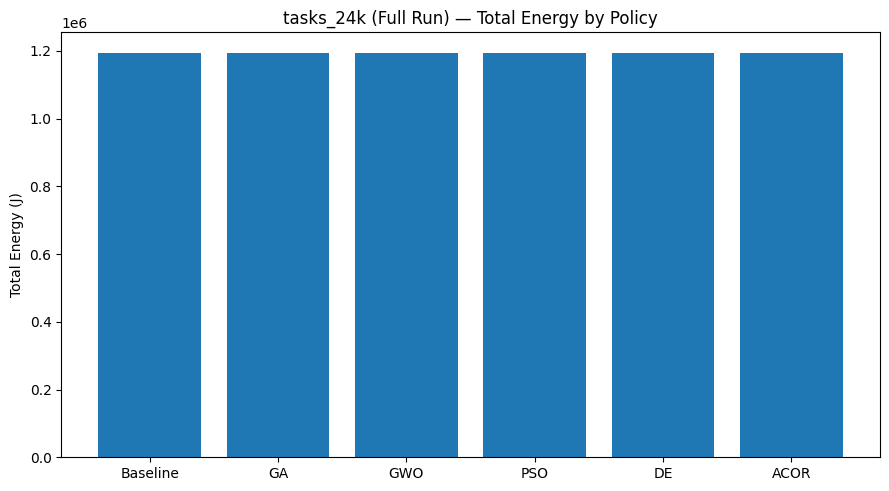 tasks_24k (Full Run) — Total Energy by Policy
1e6
Total Energy (J)
1.2
1.0
0.8
0.6
0.4
0.2
0.0
Baseline GA GWO PSO DE ACOR